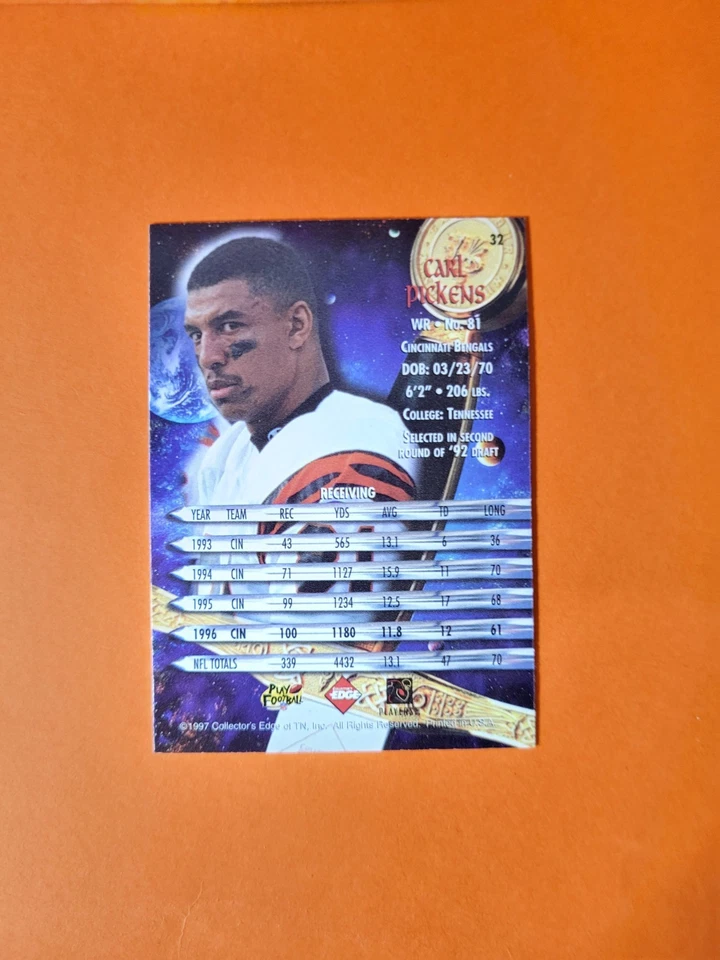 32
CARL
PICKENS
WR • No. 81
CINCINNATI BENGALS
DOB: 03/23/70
6'2" • 206 LBS.
COLLEGE: TENNESSEE
SELECTED IN SECOND
ROUND OF '92 DRAFT
RECEIVING
YEAR TEAM REC YDS AVG TD LONG
1993 CIN 43 565 13.1 6 36
1994 CIN 71 1127 15.9 11 70
1995 CIN 99 1234 12.5 17 68
1996 CIN 100 1180 11.8 12 61
NFL TOTALS 339 4432 13.1 47 70
PLAY
FOOTBALL
EDGE
PLAYERS
©1997 Collector's Edge of TN, Inc. All Rights Reserved. Printed in U.S.A.